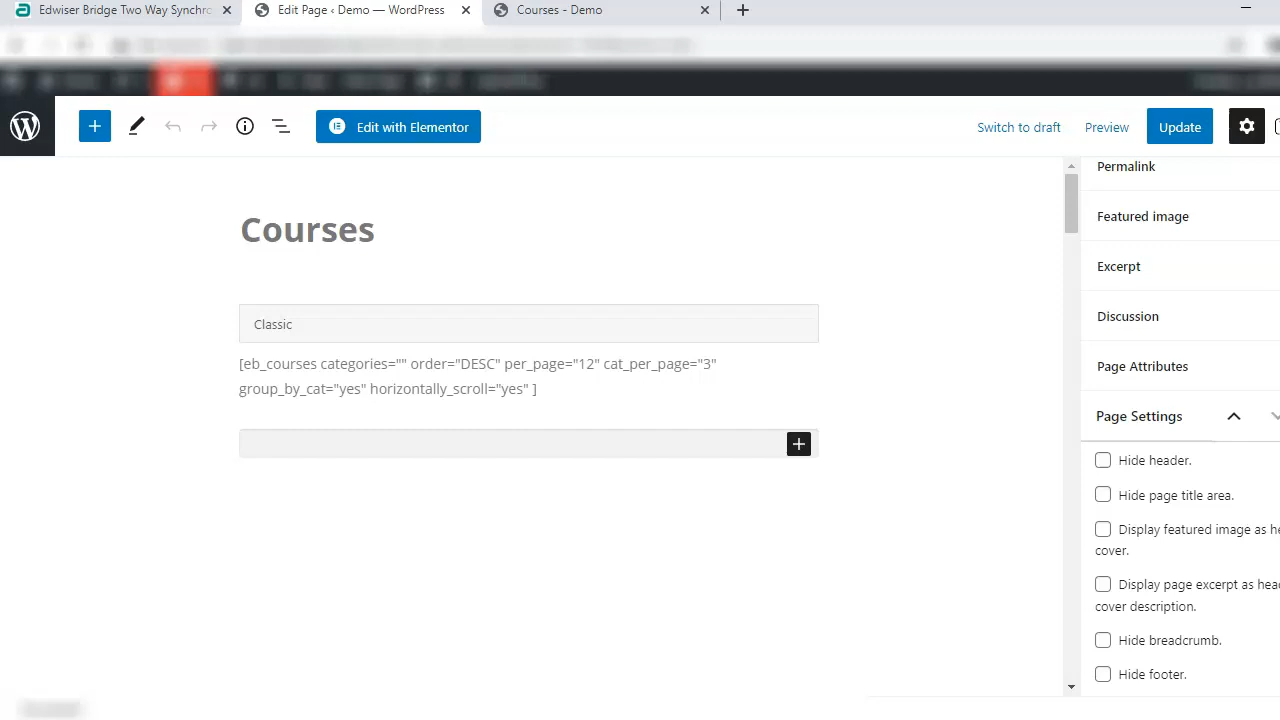 Edwiser Bridge Two Way Synchro
Edit Page ‹ Demo — WordPress
Courses - Demo
Edit with Elementor
Switch to draft
Preview
Update
Courses
Classic
[eb_courses categories="" order="DESC" per_page="12" cat_per_page="3"
group_by_cat="yes" horizontally_scroll="yes" ]
Permalink
Featured image
Excerpt
Discussion
Page Attributes
Page Settings
Hide header.
Hide page title area.
Display featured image as he
cover.
Display page excerpt as head
cover description.
Hide breadcrumb.
Hide footer.